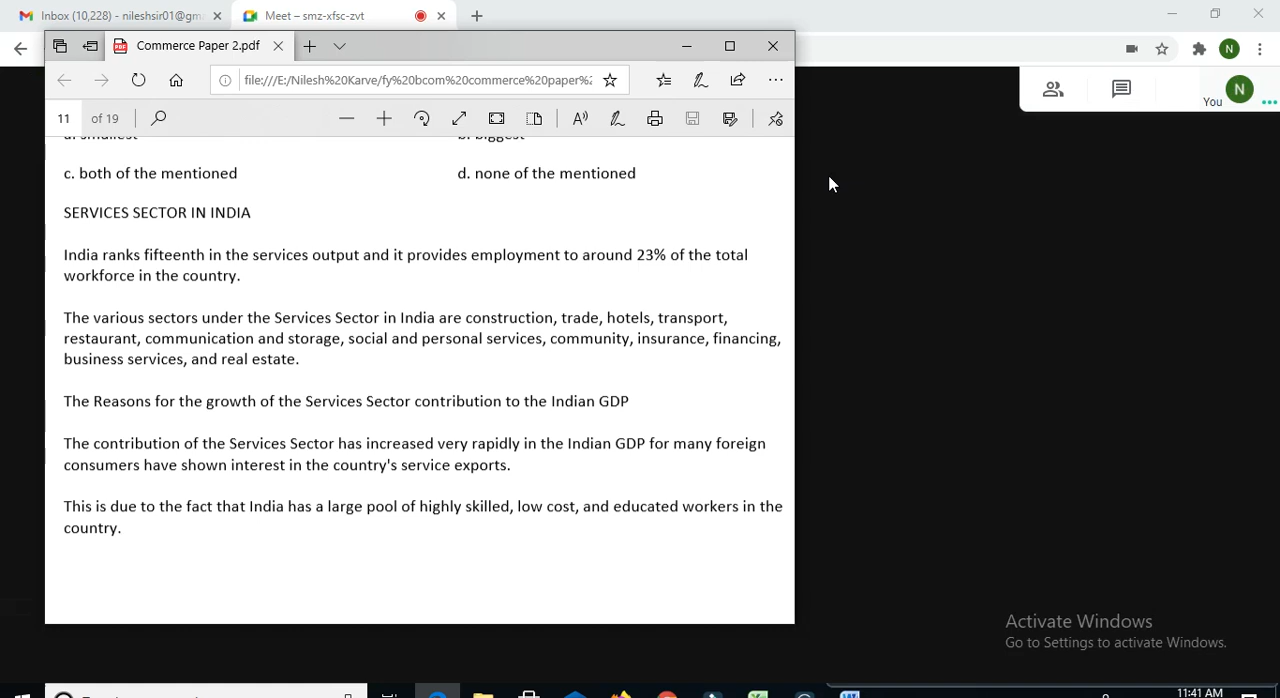 Inbox (10,228) - nileshsir01@gm
Meet – smz-xfsc-zvt
Commerce Paper 2.pdf
file:///E:/Nilesh%20Karve/fy%20bcom%20commerce%20paper%2
N
11 of 19
You N
a. smallest b. biggest
c. both of the mentioned d. none of the mentioned
SERVICES SECTOR IN INDIA
India ranks fifteenth in the services output and it provides employment to around 23% of the total
workforce in the country.
The various sectors under the Services Sector in India are construction, trade, hotels, transport,
restaurant, communication and storage, social and personal services, community, insurance, financing,
business services, and real estate.
The Reasons for the growth of the Services Sector contribution to the Indian GDP
The contribution of the Services Sector has increased very rapidly in the Indian GDP for many foreign
consumers have shown interest in the country's service exports.
This is due to the fact that India has a large pool of highly skilled, low cost, and educated workers in the
country.
Activate Windows
Go to Settings to activate Windows.
11:41 AM